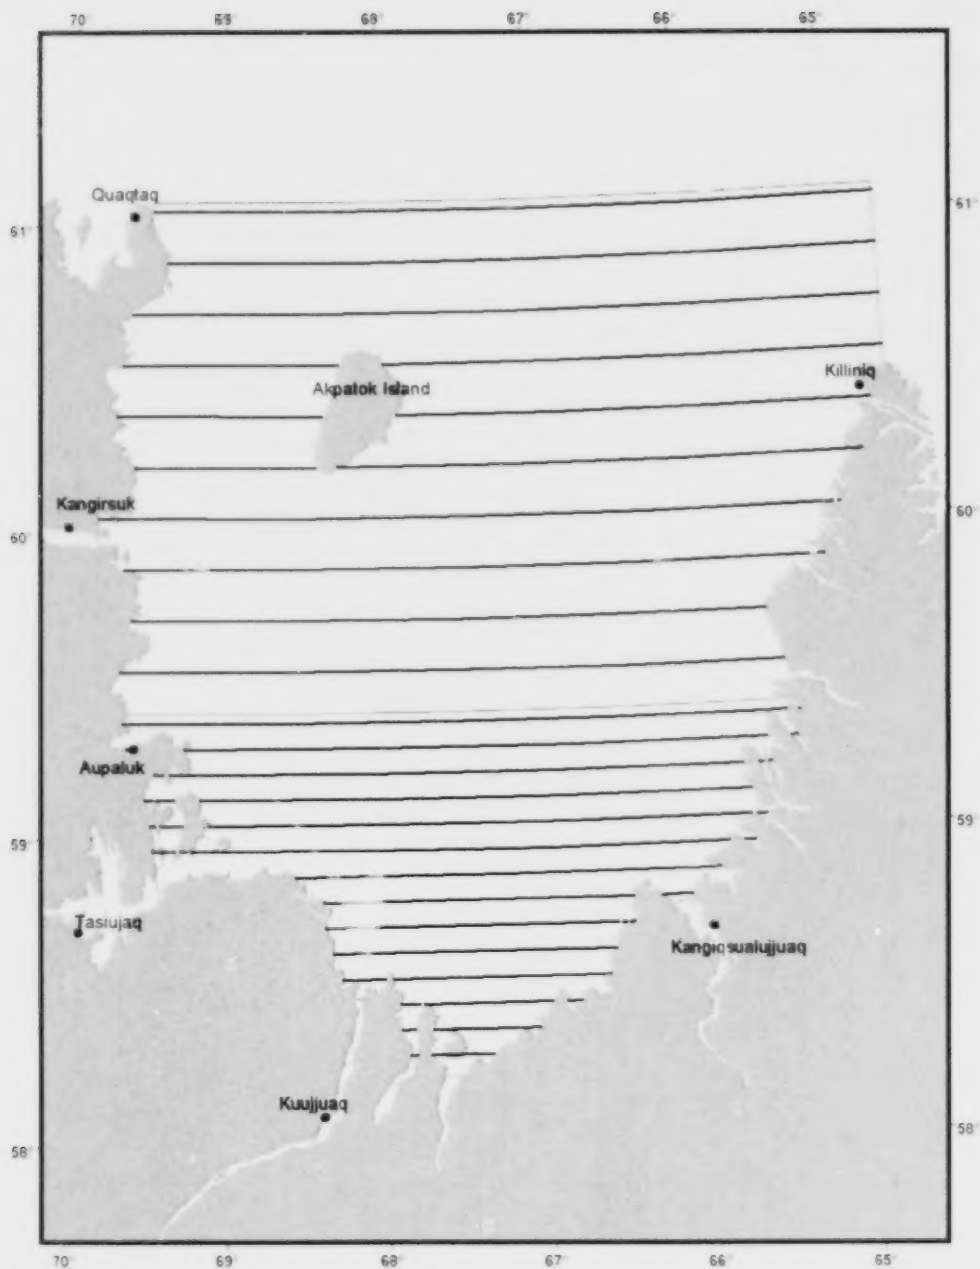 70° 69° 68° 67° 66° 65°
Quaqtaq
61° 61°
Killiniq
Akpatok Island
Kangirsuk
60° 60°
Aupaluk
59° 59°
Tasiujaq
Kangiqsualujjuaq
Kuujjuaq
58° 58°
70° 69° 68° 67° 66° 65°